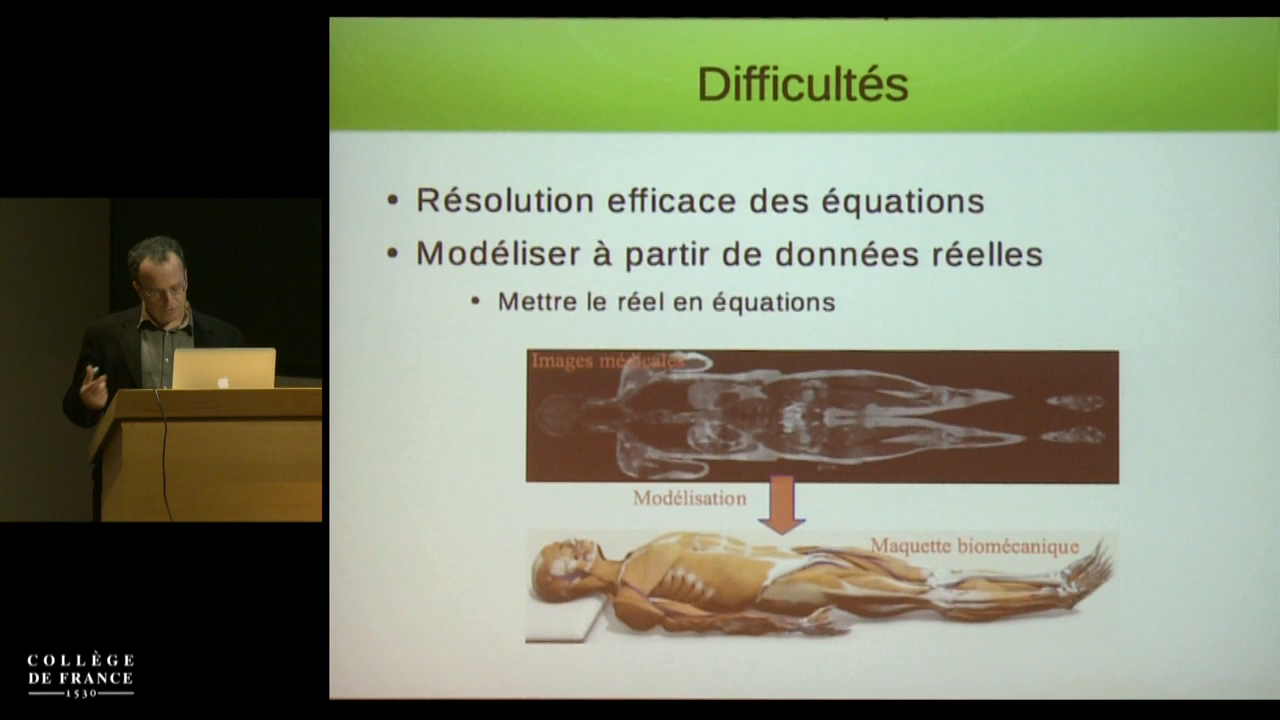 Difficultés
• Résolution efficace des équations
• Modéliser à partir de données réelles
• Mettre le réel en équations
Images médicales
Modélisation
Maquette biomécanique
COLLÈGE
DE FRANCE
1530